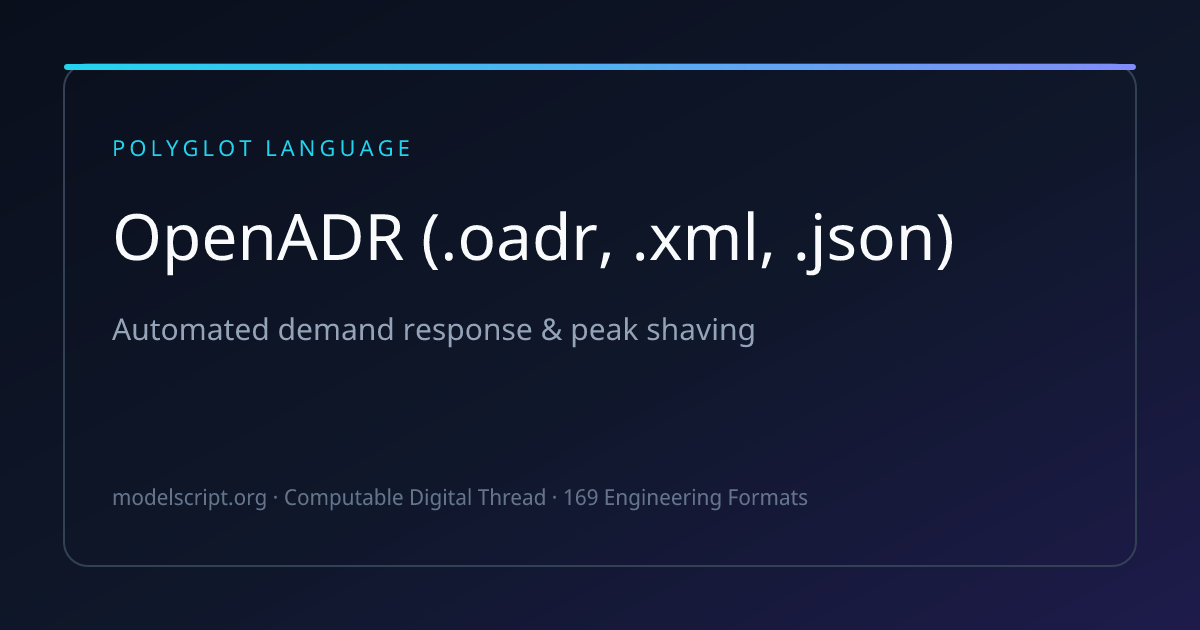 POLYGLOT LANGUAGE
OpenADR (.oadr, .xml, .json)
Automated demand response & peak shaving
modelscript.org · Computable Digital Thread · 169 Engineering Formats